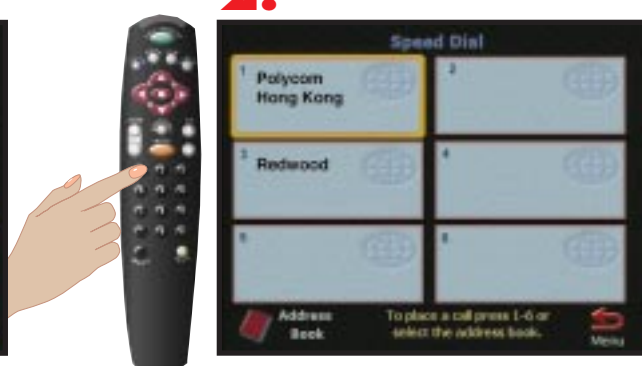 Speed Dial
1 Polycom
Hong Kong
2
3 Redwood
4
5
6
Address
Book
To place a call press 1-6 or
select the address book.
Menu